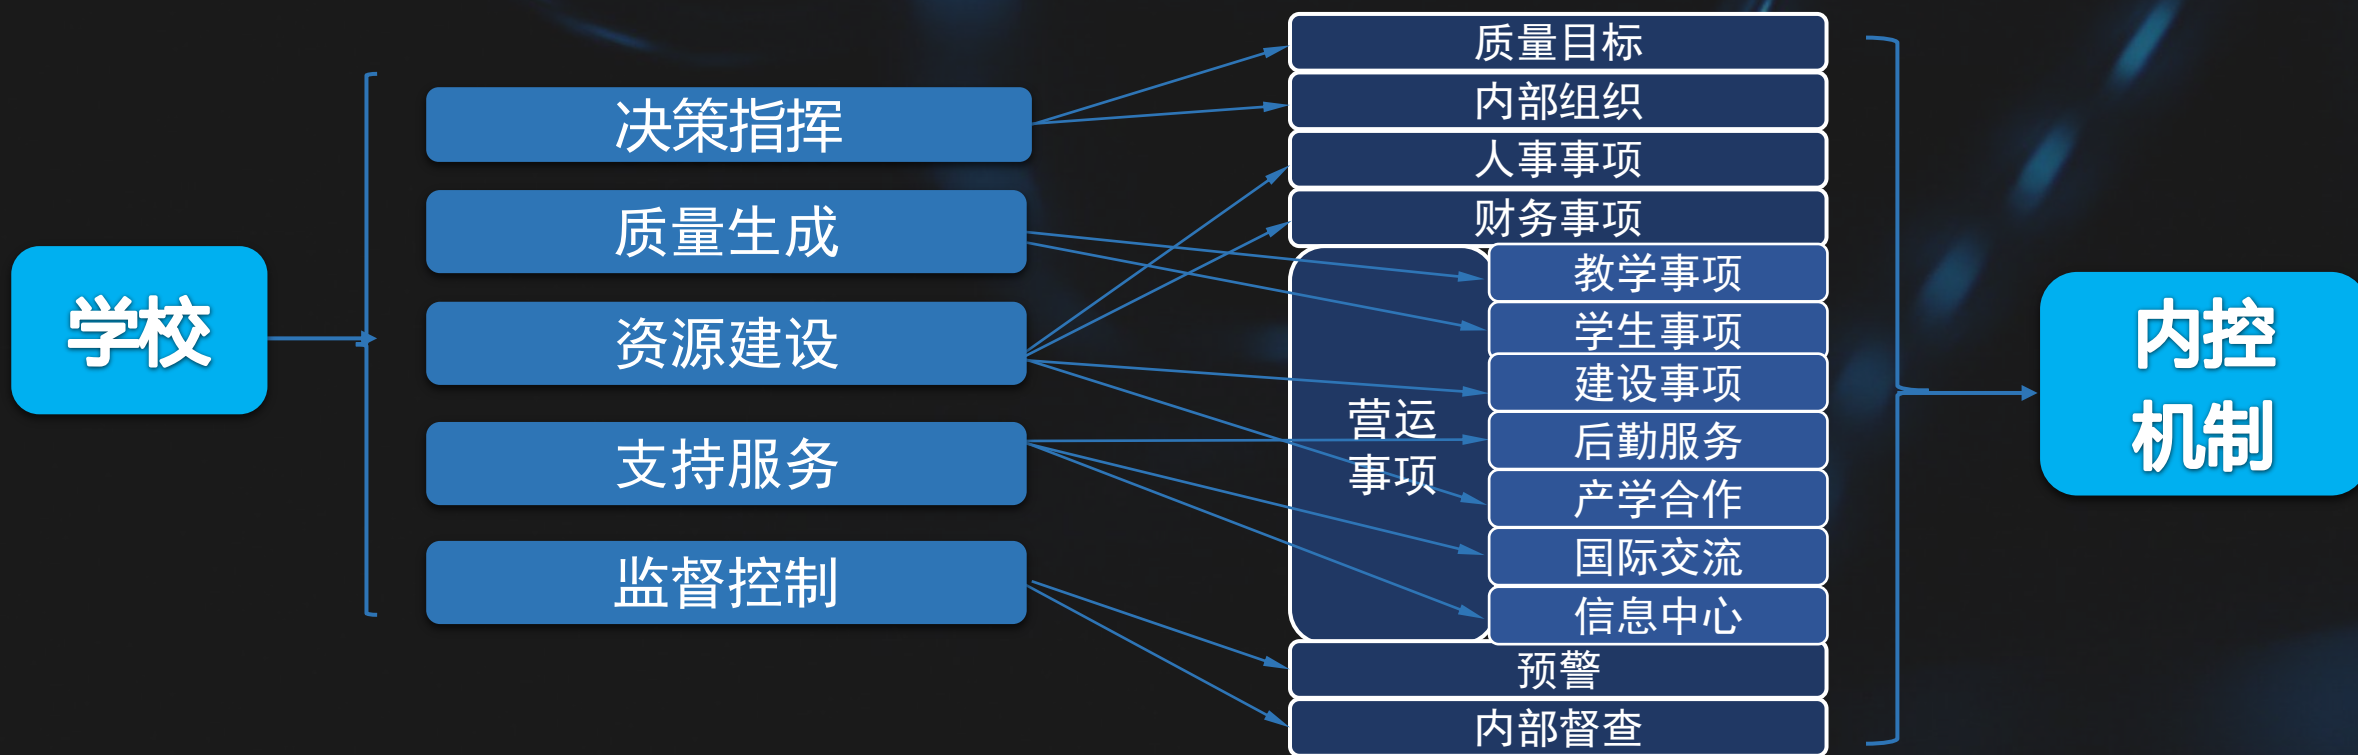 学校
决策指挥
质量生成
资源建设
支持服务
监督控制
质量目标
内部组织
人事事项
财务事项
营运
事项
教学事项
学生事项
建设事项
后勤服务
产学合作
国际交流
信息中心
预警
内部督查
内控
机制